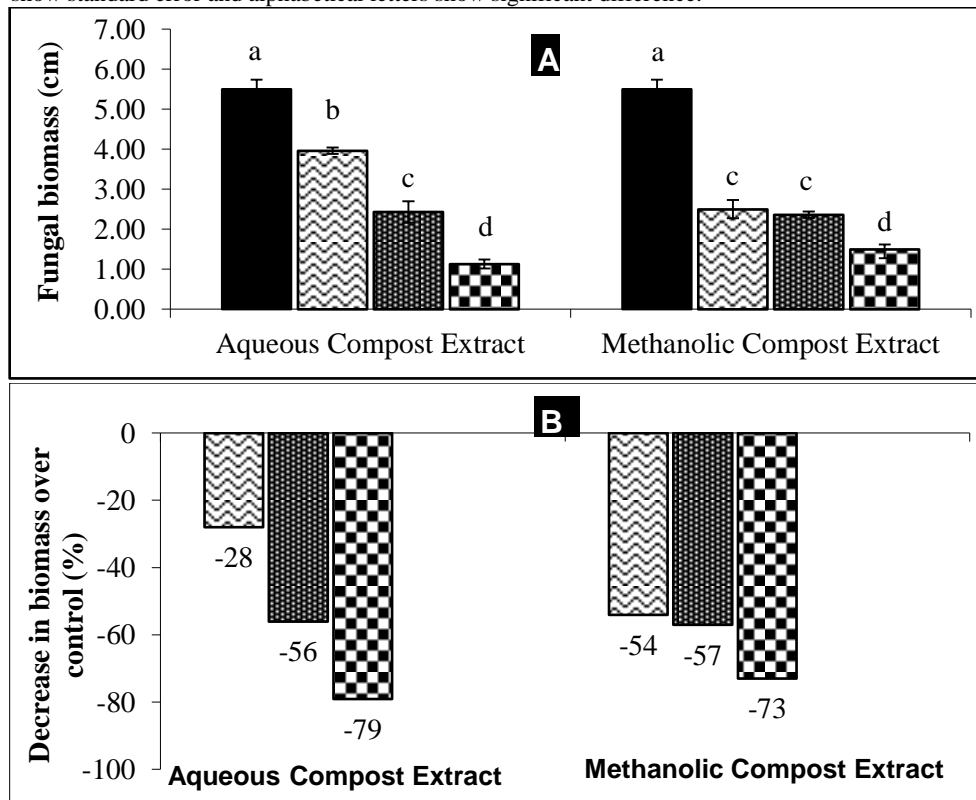 show standard error and alphabetical letters show significant difference.
A
Fungal biomass (cm)
7.00
6.00
5.00
4.00
3.00
2.00
1.00
0.00
a
b
c
d
a
c
c
d
Aqueous Compost Extract
Methanolic Compost Extract
B
Decrease in biomass over
control (%)
0
-20
-40
-60
-80
-100
-28
-56
-79
-54
-57
-73
Aqueous Compost Extract
Methanolic Compost Extract